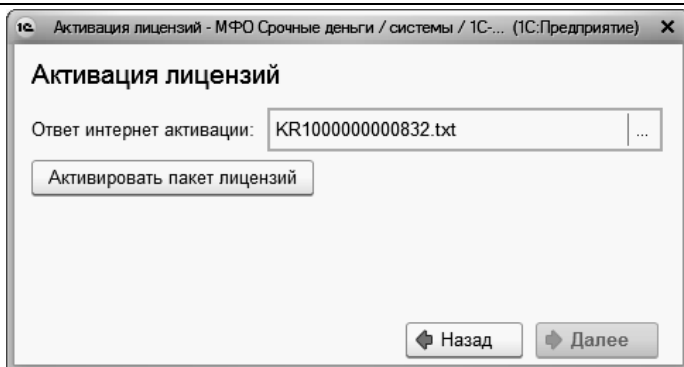 1С Активация лицензий - МФО Срочные деньги / системы / 1С-... (1С:Предприятие) ×
Активация лицензий
Ответ интернет активации: KR1000000000832.txt ...
Активировать пакет лицензий
Назад Далее